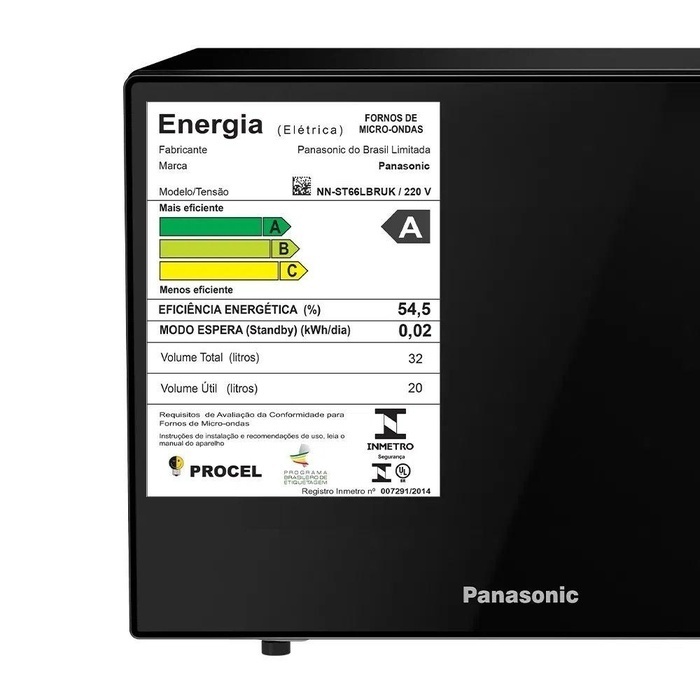 Energia (Elétrica) FORNOS DE MICRO-ONDAS
Fabricante Panasonic do Brasil Limitada
Marca Panasonic
Modelo/Tensão NN-ST66LBRUK / 220 V
Mais eficiente
A
A
B
C
Menos eficiente
EFICIÊNCIA ENERGÉTICA (%) 54,5
MODO ESPERA (Standby) (kWh/dia) 0,02
Volume Total (litros) 32
Volume Útil (litros) 20
Requisitos de Avaliação da Conformidade para
Fornos de Micro-ondas
Instruções de instalação e recomendações de uso, leia o
manual do aparelho
INMETRO
Segurança
PROCEL
PROGRAMA
BRASILEIRO DE
ETIQUETAGEM
UL
BR
Registro Inmetro nº 007291/2014
Panasonic